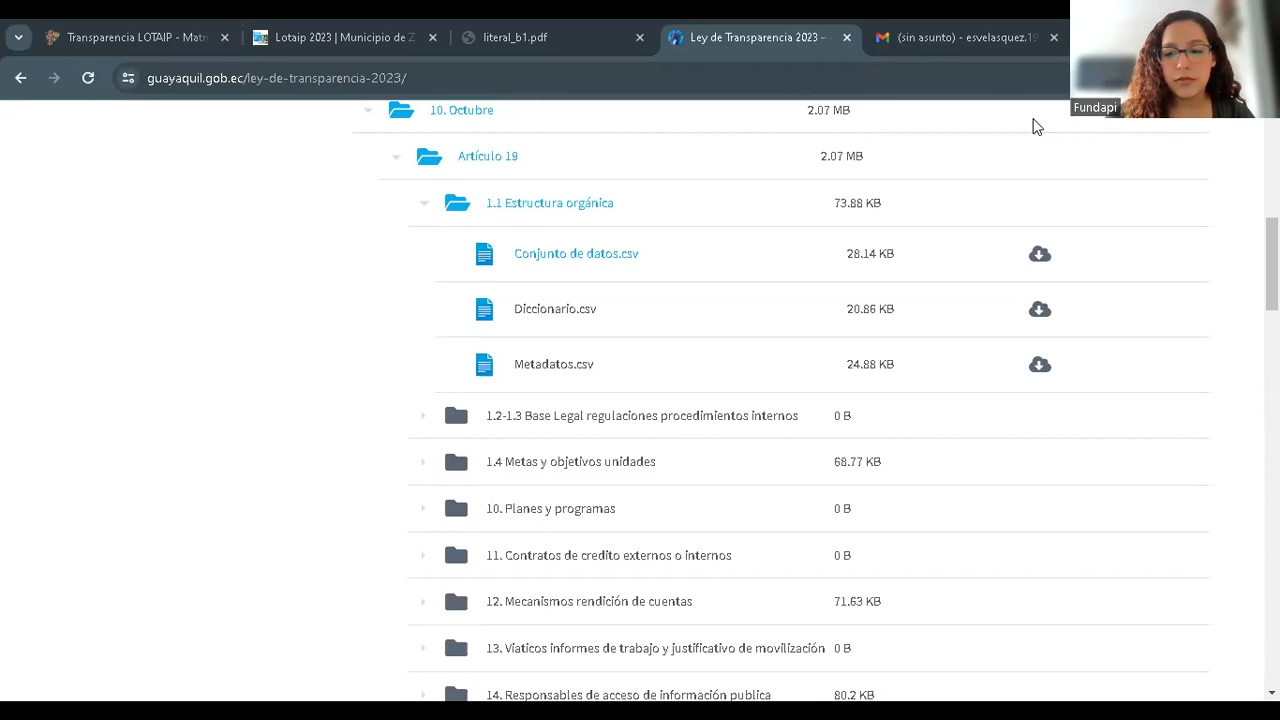 Transparencia LOTAIP - Mat
Lotaip 2023 | Municipio de Z
literal_b1.pdf
Ley de Transparencia 2023 –
(sin asunto) - esvelasquez.19
guayaquil.gob.ec/ley-de-transparencia-2023/
Fundapi
10. Octubre 2.07 MB
Artículo 19 2.07 MB
1.1 Estructura orgánica 73.88 KB
Conjunto de datos.csv 28.14 KB
Diccionario.csv 20.86 KB
Metadatos.csv 24.88 KB
1.2-1.3 Base Legal regulaciones procedimientos internos 0 B
1.4 Metas y objetivos unidades 68.77 KB
10. Planes y programas 0 B
11. Contratos de credito externos o internos 0 B
12. Mecanismos rendición de cuentas 71.63 KB
13. Viaticos informes de trabajo y justificativo de movilización 0 B
14. Responsables de acceso de información publica 80.2 KB